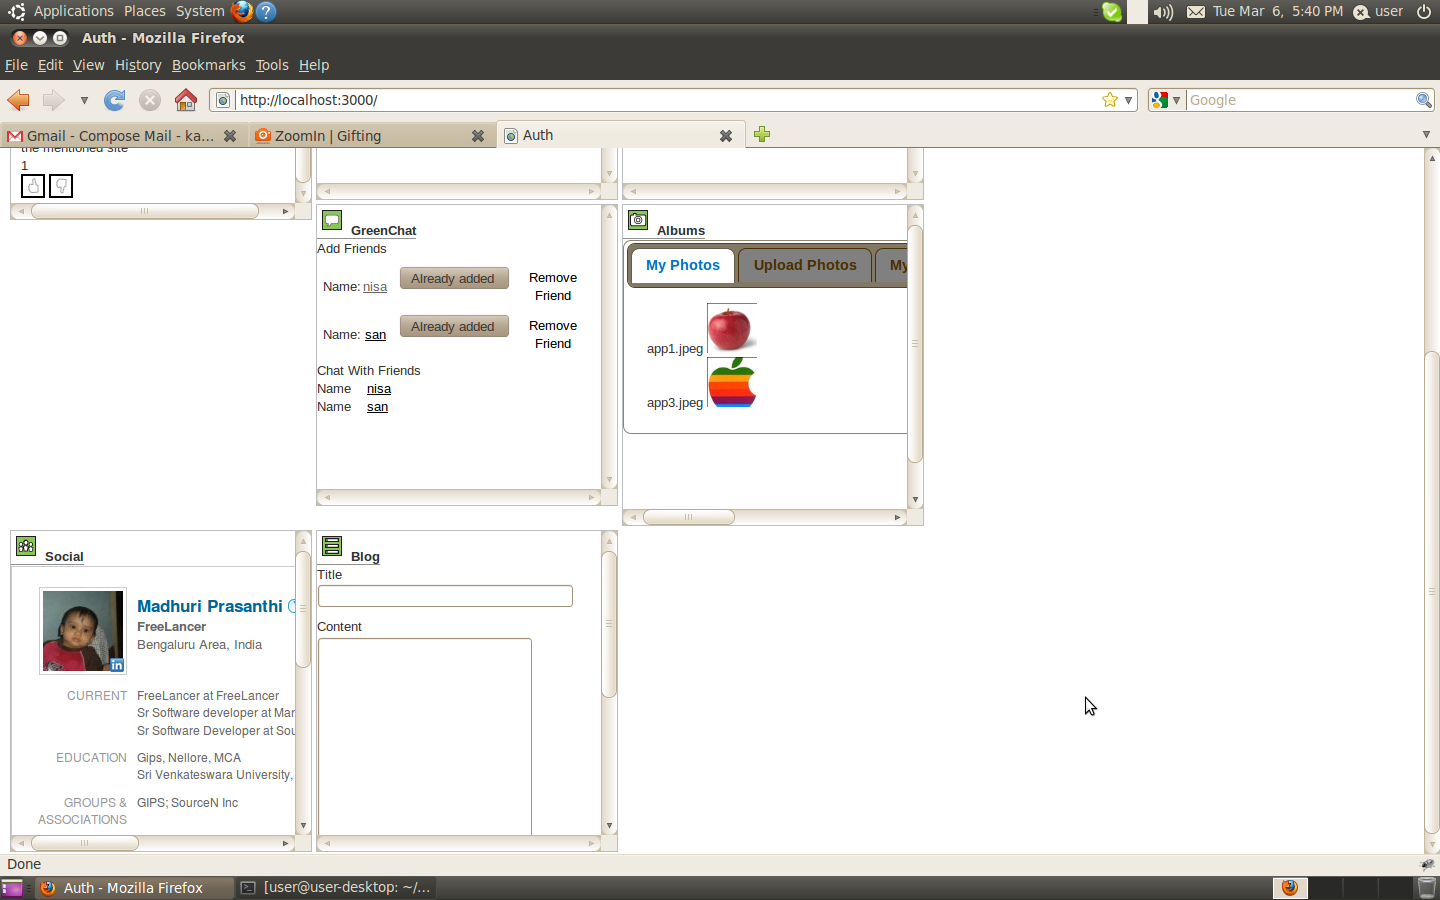 Applications Places System
Tue Mar 6, 5:40 PM user
Auth - Mozilla Firefox
File Edit View History Bookmarks Tools Help
http://localhost:3000/
Google
Gmail - Compose Mail - ka...
ZoomIn | Gifting
Auth
the mentioned site
1
GreenChat
Add Friends
Name: nisa Already added Remove
Friend
Name: san Already added Remove
Friend
Chat With Friends
Name nisa
Name san
Albums
My Photos Upload Photos My
app1.jpeg
app3.jpeg
Social
Madhuri Prasanthi
FreeLancer
Bengaluru Area, India
in
CURRENT FreeLancer at FreeLancer
Sr Software developer at Mar
Sr Software Developer at Sou
EDUCATION Gips, Nellore, MCA
Sri Venkateswara University,
GROUPS & GIPS; SourceN Inc
ASSOCIATIONS
Blog
Title
Content
Done
Auth - Mozilla Firefox
[user@user-desktop: ~/...